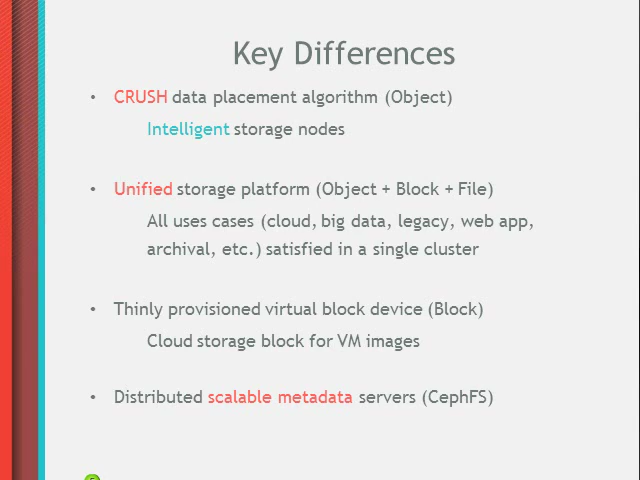 Key Differences
• CRUSH data placement algorithm (Object)
Intelligent storage nodes
• Unified storage platform (Object + Block + File)
All uses cases (cloud, big data, legacy, web app,
archival, etc.) satisfied in a single cluster
• Thinly provisioned virtual block device (Block)
Cloud storage block for VM images
• Distributed scalable metadata servers (CephFS)